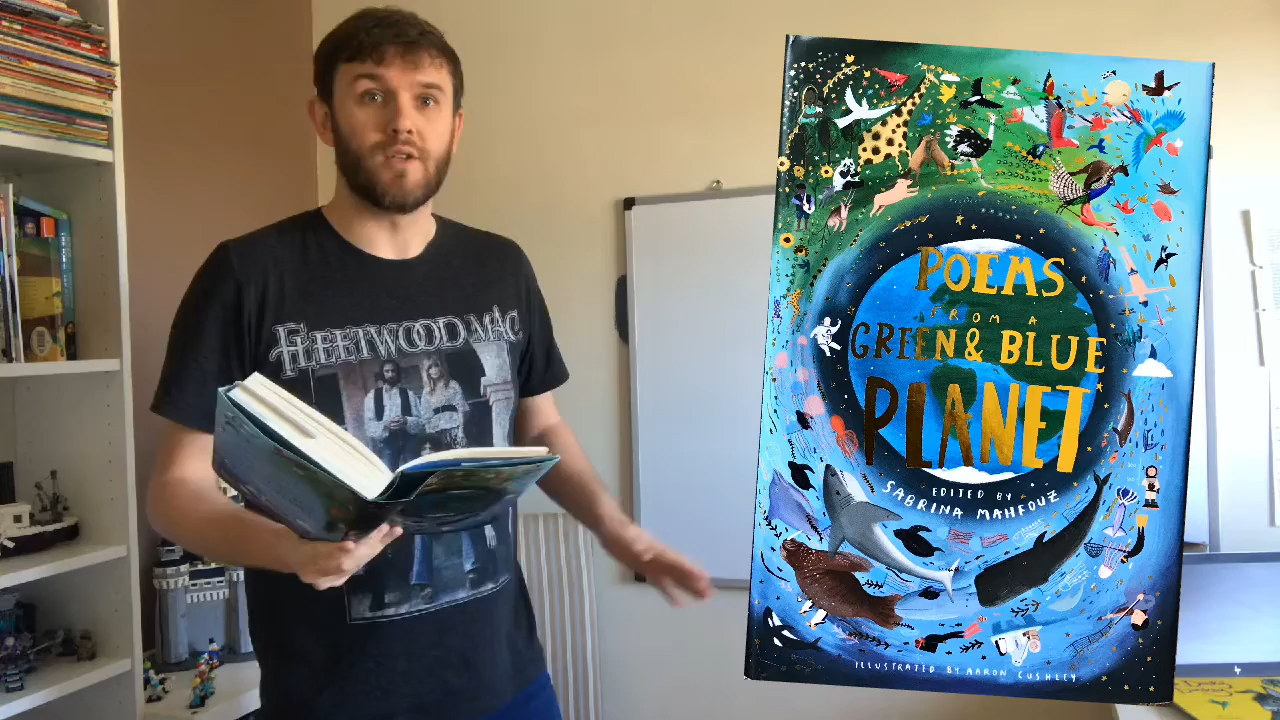 FLEETWOOD MAC
POEMS
FROM A
GREEN & BLUE
PLANET
EDITED BY
SABRINA MAHFOUZ
ILLUSTRATED BY AARON CUSHLEY